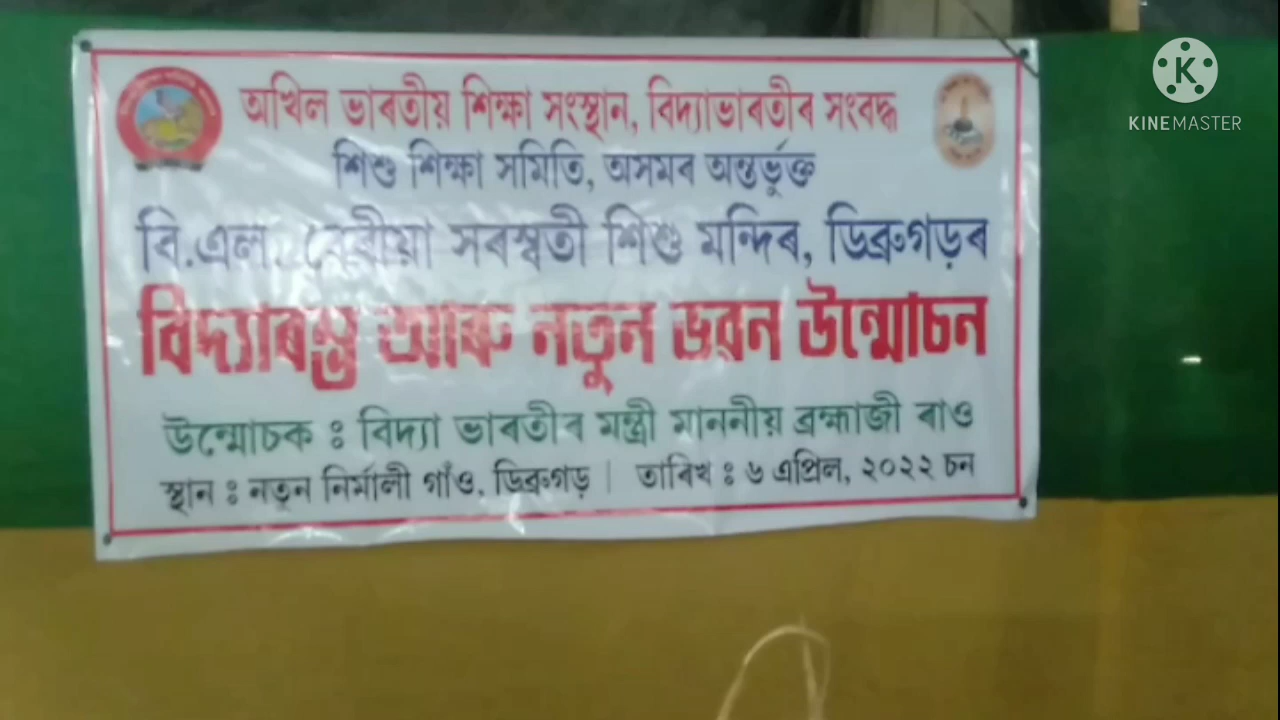 অখিল ভাৰতীয় শিক্ষা সংস্থান, বিদ্যাভাৰতীৰ সংবদ্ধ
শিশু শিক্ষা সমিতি, অসমৰ অন্তৰ্ভুক্ত
বি.এল. বেৰীয়া সৰস্বতী শিশু মন্দিৰ, ডিব্ৰুগড়ৰ
বিদ্যাৰম্ভ আৰু নতুন ভৱন উন্মোচন
উন্মোচক : বিদ্যা ভাৰতীৰ মন্ত্ৰী মাননীয় ব্ৰহ্মাজী ৰাও
স্থান : নতুন নিৰ্মালী গাঁও, ডিব্ৰুগড় | তাৰিখ : ৬ এপ্ৰিল, ২০২২ চন
KINEMASTER